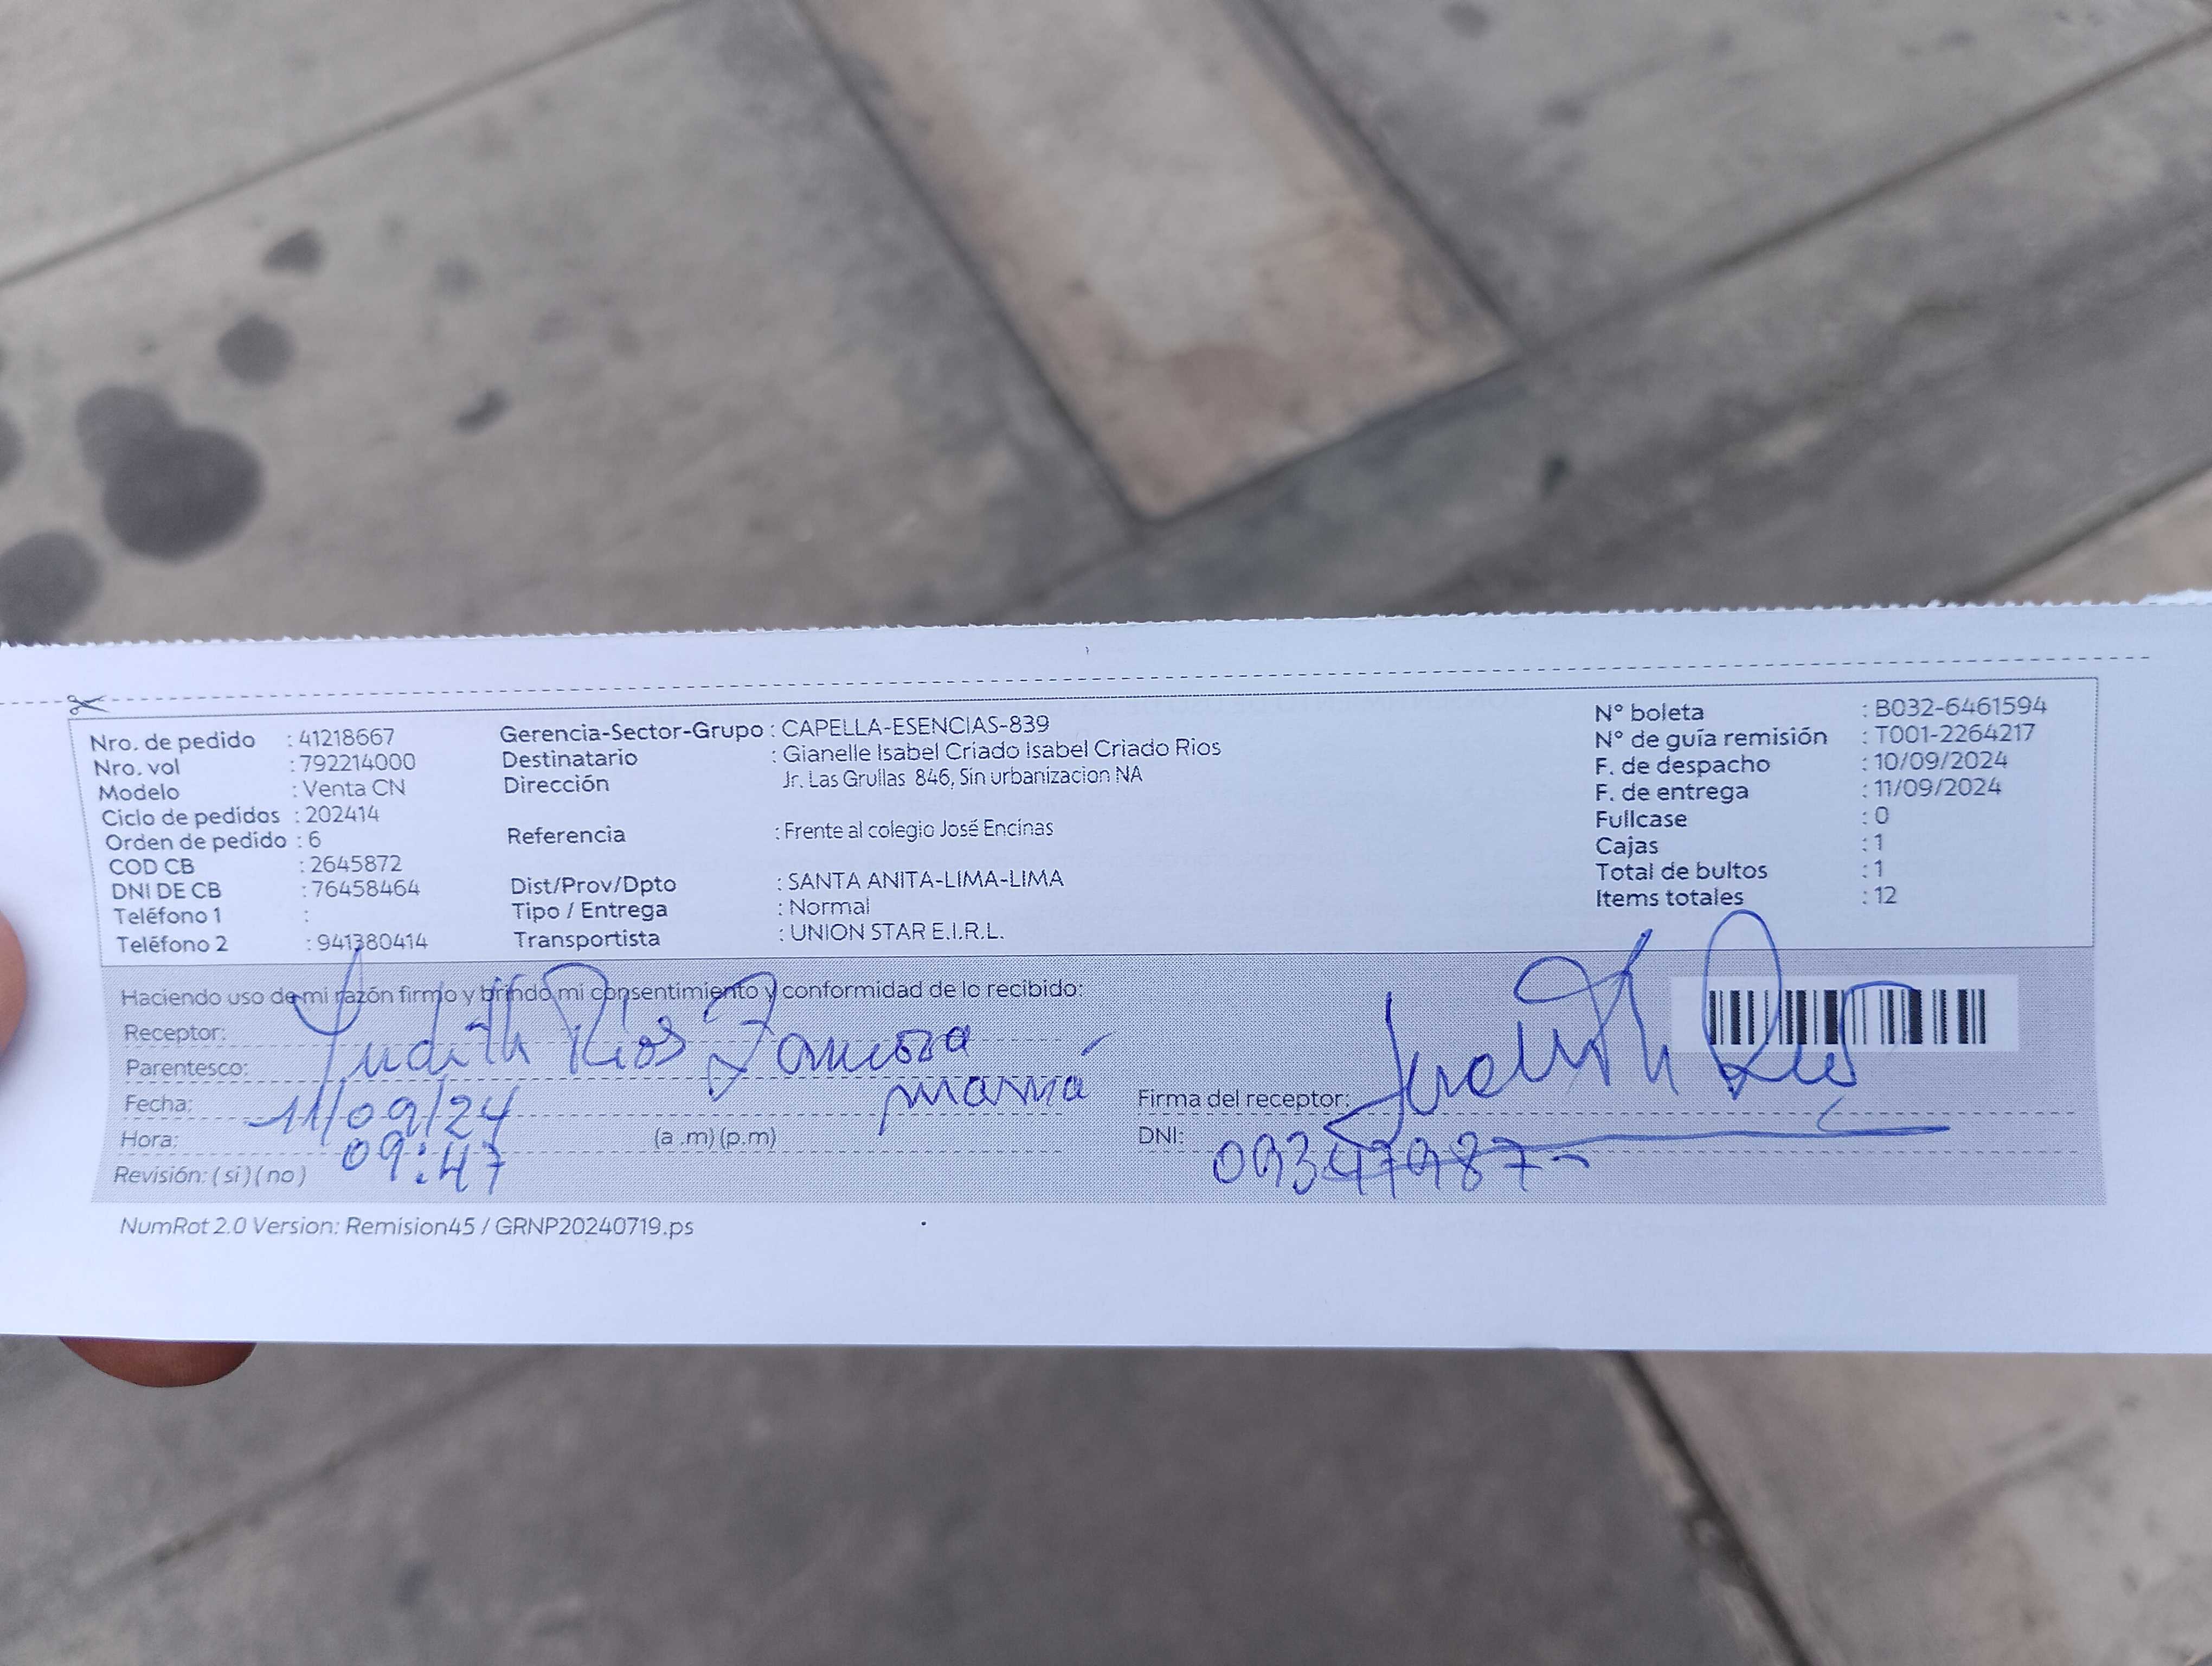 Nro. de pedido : 41218667
Nro. vol : 792214000
Modelo : Venta CN
Ciclo de pedidos : 202414
Orden de pedido : 6
COD CB : 2645872
DNI DE CB : 76458464
Teléfono 1 :
Teléfono 2 : 941380414
Gerencia-Sector-Grupo : CAPELLA-ESENCIAS-839
Destinatario : Gianelle Isabel Criado Isabel Criado Rios
Dirección Jr. Las Grullas 846, Sin urbanizacion NA
Referencia : Frente al colegio José Encinas
Dist/Prov/Dpto : SANTA ANITA-LIMA-LIMA
Tipo / Entrega : Normal
Transportista : UNION STAR E.I.R.L.
N° boleta : B032-6461594
N° de guía remisión : T001-2264217
F. de despacho : 10/09/2024
F. de entrega : 11/09/2024
Fullcase : 0
Cajas : 1
Total de bultos : 1
Items totales : 12
Haciendo uso de mi razón firmo y brindo mi consentimiento y conformidad de lo recibido:
Receptor: Judith Rios
Parentesco: mamá
Fecha: 11/09/24
Hora: 09:47 (a .m) (p.m)
Revisión: ( si ) ( no )
Firma del receptor: Judith Rios
DNI: 09347987
NumRot 2.0 Version: Remision45 / GRNP20240719.ps